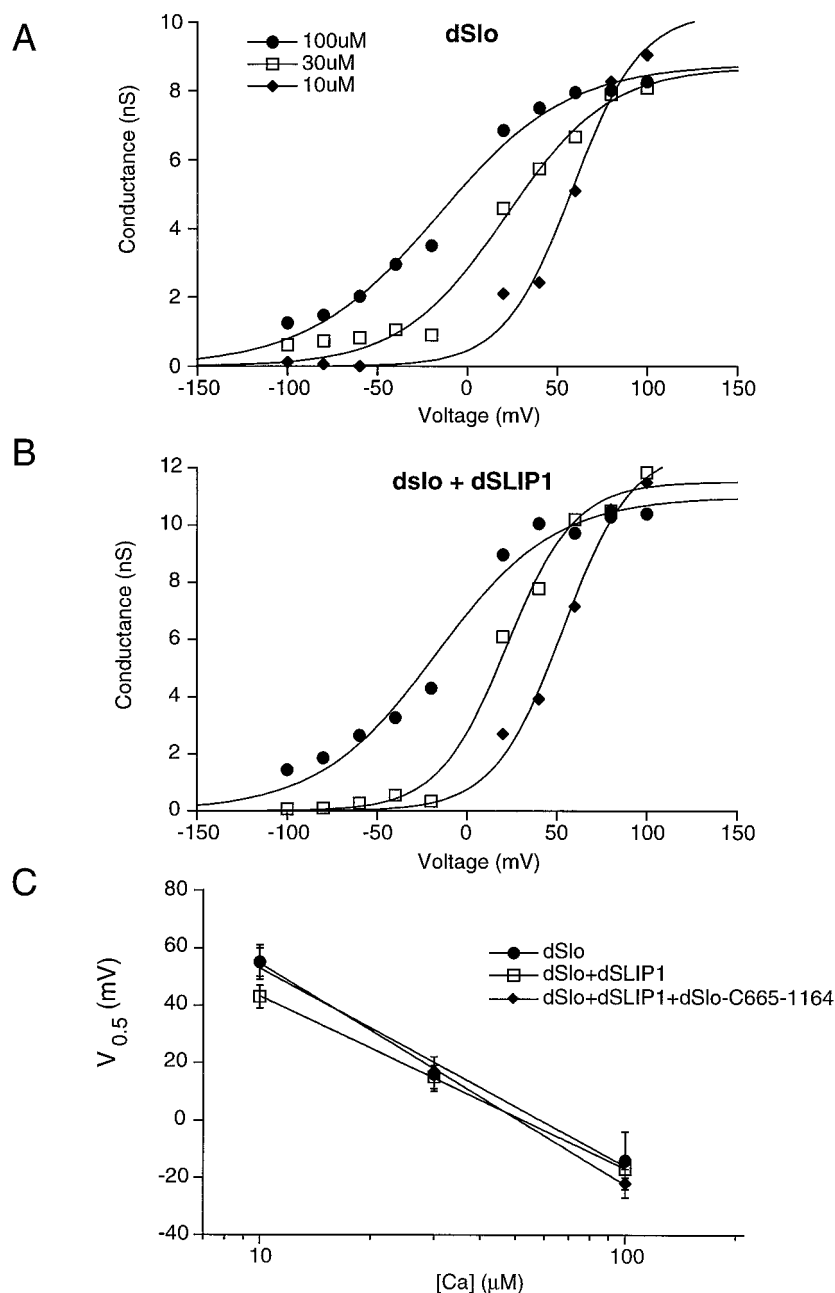 A
dSlo
100uM
30uM
10uM
Conductance (nS)
10
8
6
4
2
0
-150 -100 -50 0 50 100 150
Voltage (mV)
B
dslo + dSLIP1
Conductance (nS)
12
10
8
6
4
2
0
-150 -100 -50 0 50 100 150
Voltage (mV)
C
V0.5 (mV)
80
60
40
20
0
-20
-40
dSlo
dSlo+dSLIP1
dSlo+dSLIP1+dSlo-C665-1164
10 100
[Ca] (μM)